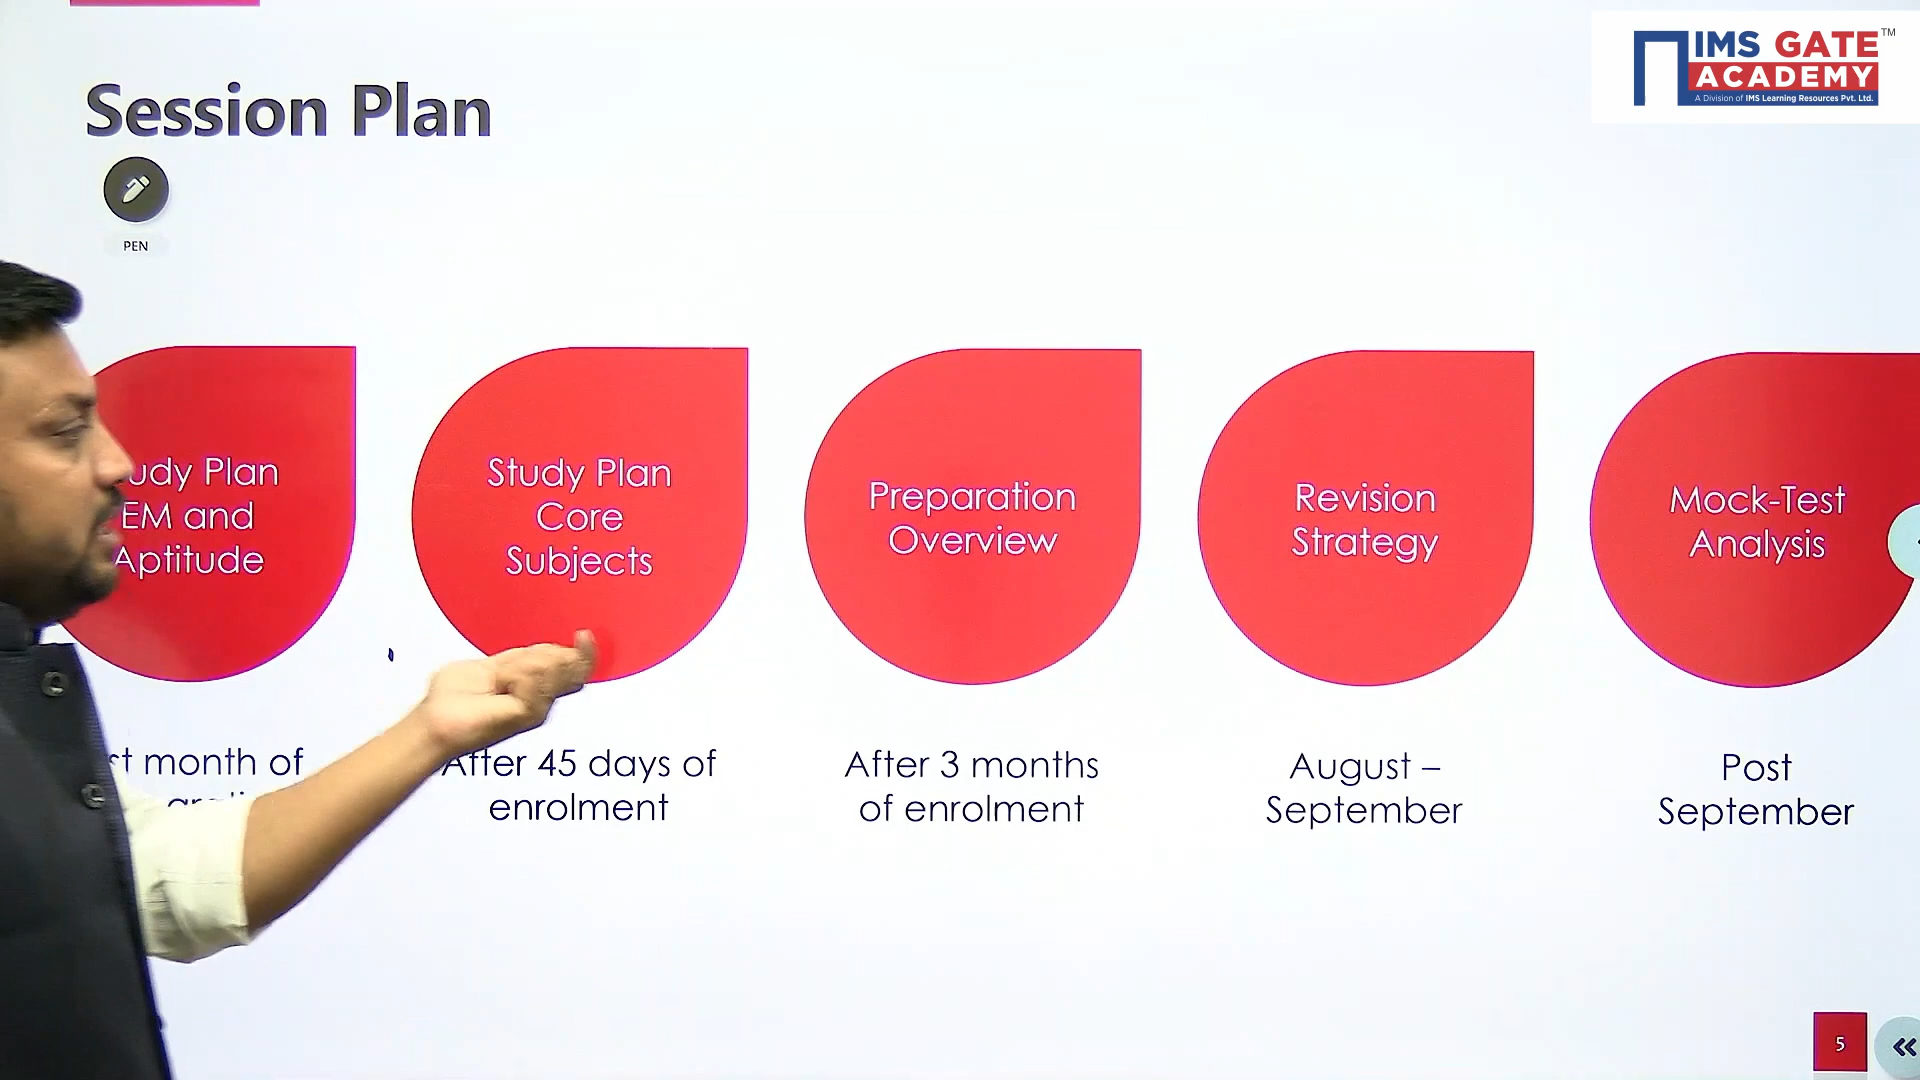 IMS GATE
TM
ACADEMY
A Division of IMS Learning Resources Pvt. Ltd.
Session Plan
PEN
Plan
EM and
Aptitude
Study Plan
Core
Subjects
Preparation
Overview
Revision
Strategy
Mock-Test
Analysis
month of
After 45 days of
enrolment
After 3 months
of enrolment
August –
September
Post
September
5